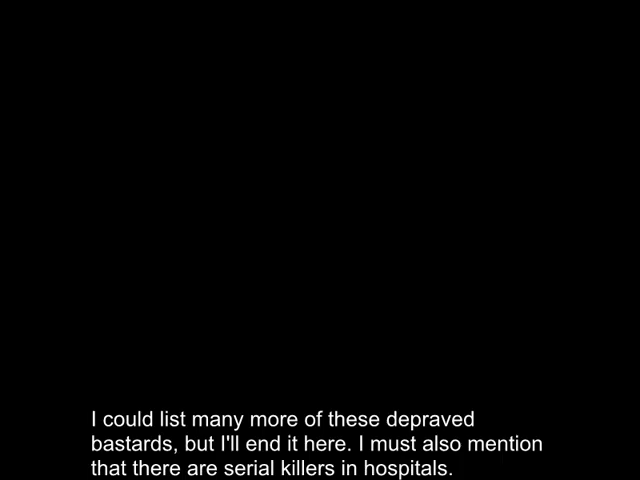 I could list many more of these depraved
bastards, but I'll end it here. I must also mention
that there are serial killers in hospitals.